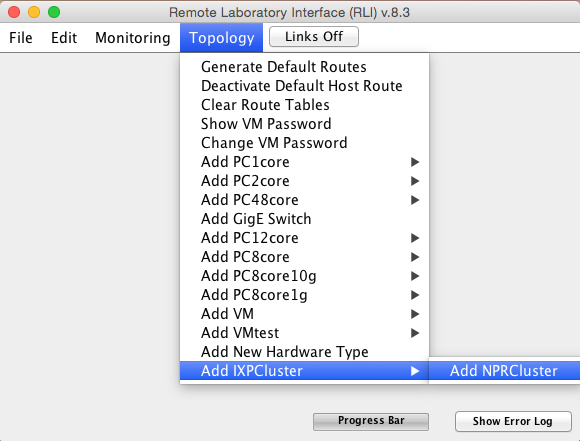 Remote Laboratory Interface (RLI) v.8.3
File Edit Monitoring Topology Links Off
Generate Default Routes
Deactivate Default Host Route
Clear Route Tables
Show VM Password
Change VM Password
Add PC1core
Add PC2core
Add PC48core
Add GigE Switch
Add PC12core
Add PC8core
Add PC8core10g
Add PC8core1g
Add VM
Add VMtest
Add New Hardware Type
Add IXPCluster Add NPRCluster
Progress Bar Show Error Log